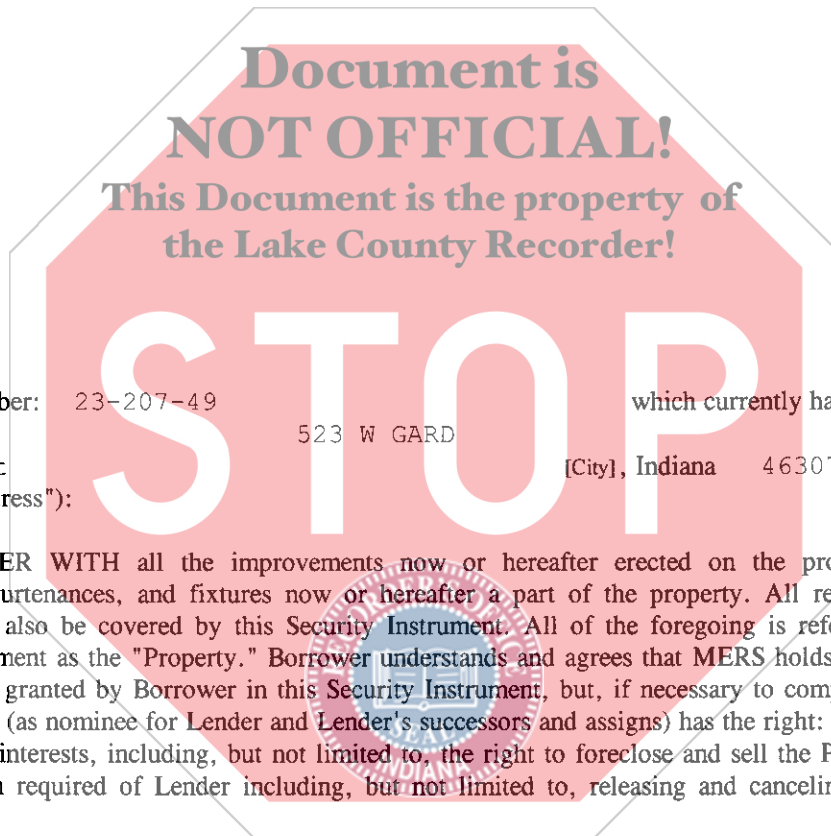 Document is
NOT OFFICIAL!
This Document is the property of
the Lake County Recorder!
STOP
ber: 23-207-49 which currently ha
523 W GARD
[City], Indiana 46307
ress"):
ER WITH all the improvements now or hereafter erected on the pro
urtenances, and fixtures now or hereafter a part of the property. All re
also be covered by this Security Instrument. All of the foregoing is refe
ment as the "Property." Borrower understands and agrees that MERS holds
granted by Borrower in this Security Instrument, but, if necessary to comp
(as nominee for Lender and Lender's successors and assigns) has the right:
interests, including, but not limited to, the right to foreclose and sell the P
n required of Lender including, but not limited to, releasing and cancelin
RECORDER'S OFFICE
SEAL
INDIANA